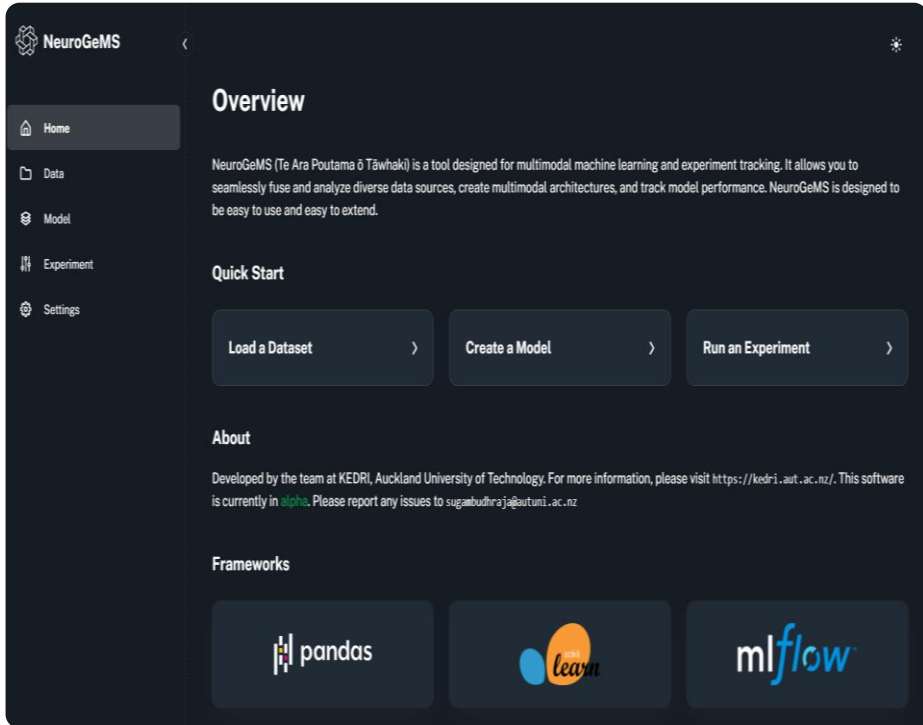 NeuroGeMS
Home
Data
Model
Experiment
Settings
Overview
NeuroGeMS (Te Ara Poutama ō Tāwhaki) is a tool designed for multimodal machine learning and experiment tracking. It allows you to
seamlessly fuse and analyze diverse data sources, create multimodal architectures, and track model performance. NeuroGeMS is designed to
be easy to use and easy to extend.
Quick Start
Load a Dataset
Create a Model
Run an Experiment
About
Developed by the team at KEDRI, Auckland University of Technology. For more information, please visit https://kedri.aut.ac.nz/. This software
is currently in alpha. Please report any issues to sugambudhraja@autuni.ac.nz
Frameworks
pandas
scikit
learn
mlflow